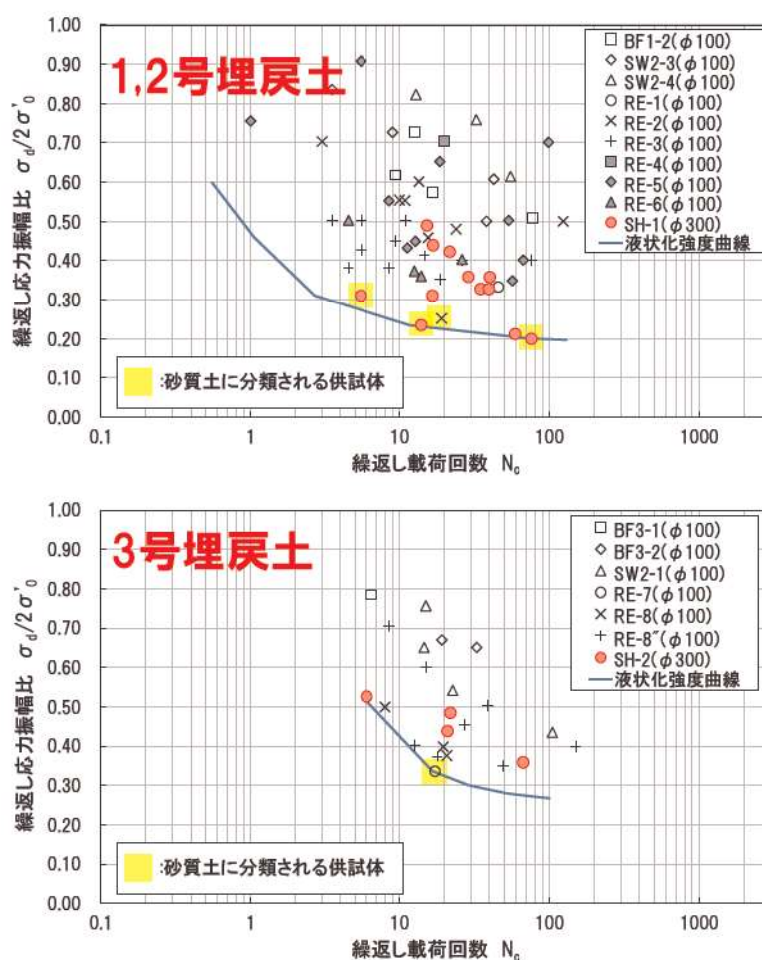 1.00
0.90
0.80
0.70
0.60
0.50
0.40
0.30
0.20
0.10
0.00
繰返し応力振幅比 σd/2σ'0
1,2号埋戻土
BF1-2(φ100)
SW2-3(φ100)
SW2-4(φ100)
RE-1(φ100)
RE-2(φ100)
RE-3(φ100)
RE-4(φ100)
RE-5(φ100)
RE-6(φ100)
SH-1(φ300)
液状化強度曲線
:砂質土に分類される供試体
0.1 1 10 100 1000
繰返し載荷回数 Nc
1.00
0.90
0.80
0.70
0.60
0.50
0.40
0.30
0.20
0.10
0.00
繰返し応力振幅比 σd/2σ'0
3号埋戻土
BF3-1(φ100)
BF3-2(φ100)
SW2-1(φ100)
RE-7(φ100)
RE-8(φ100)
RE-8″(φ100)
SH-2(φ300)
液状化強度曲線
:砂質土に分類される供試体
0.1 1 10 100 1000
繰返し載荷回数 Nc